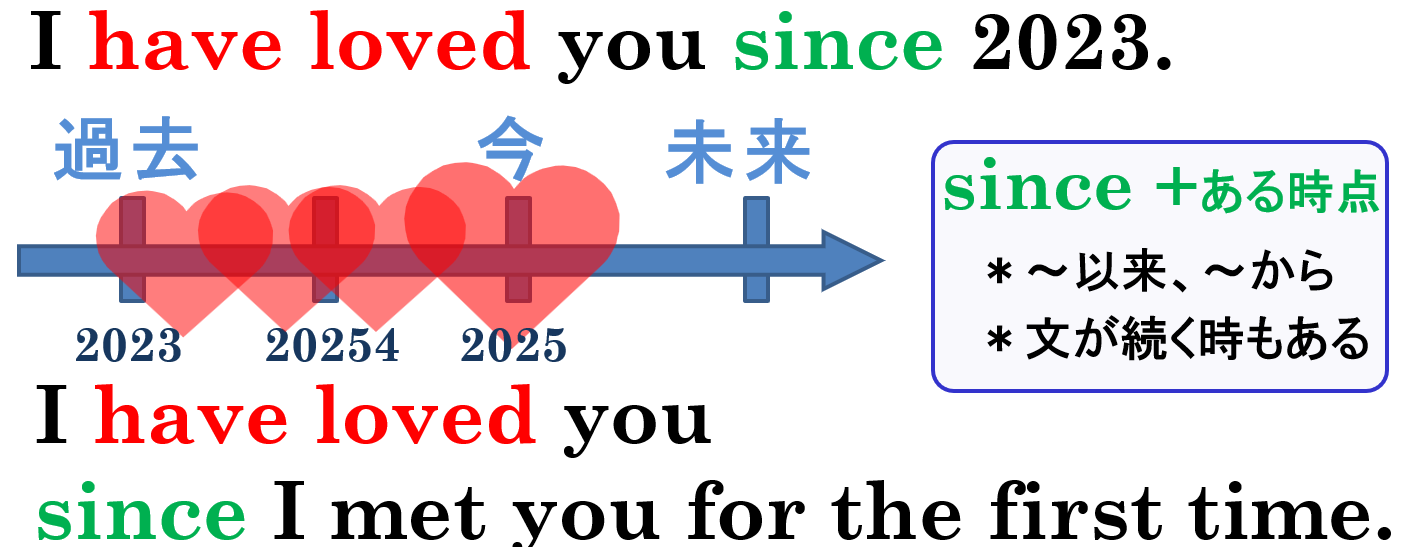 I have loved you since 2023.
過去 今 未来
since +ある時点
＊～以来、～から
＊文が続く時もある
2023 20254 2025
I have loved you
since I met you for the first time.